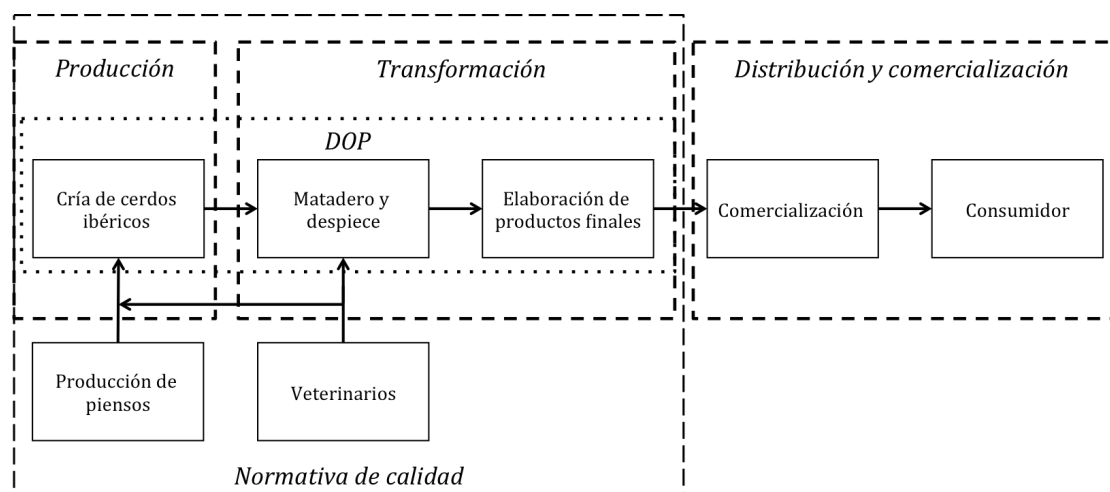 Producción
Transformación
Distribución y comercialización
DOP
Cría de cerdos
ibéricos
Matadero y
despiece
Elaboración de
productos finales
Comercialización
Consumidor
Producción de
piensos
Veterinarios
Normativa de calidad